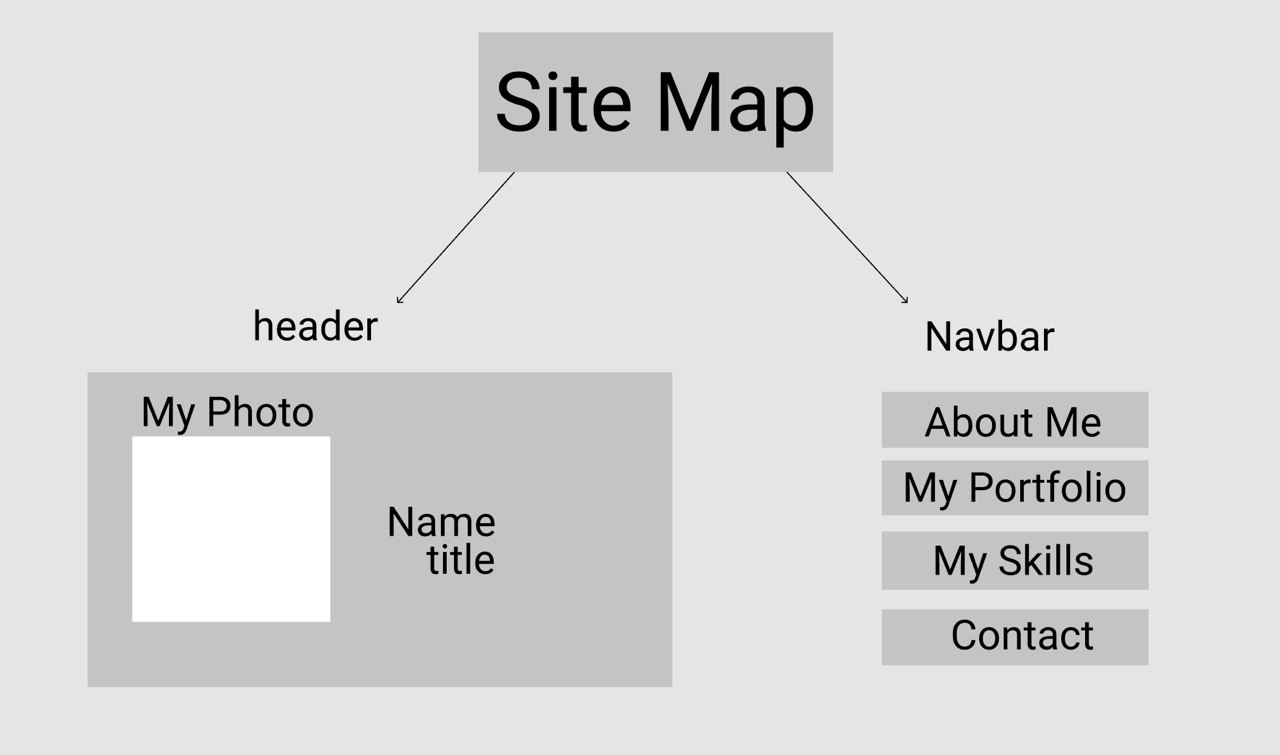 Site Map
header
My Photo
Name
title
Navbar
About Me
My Portfolio
My Skills
Contact